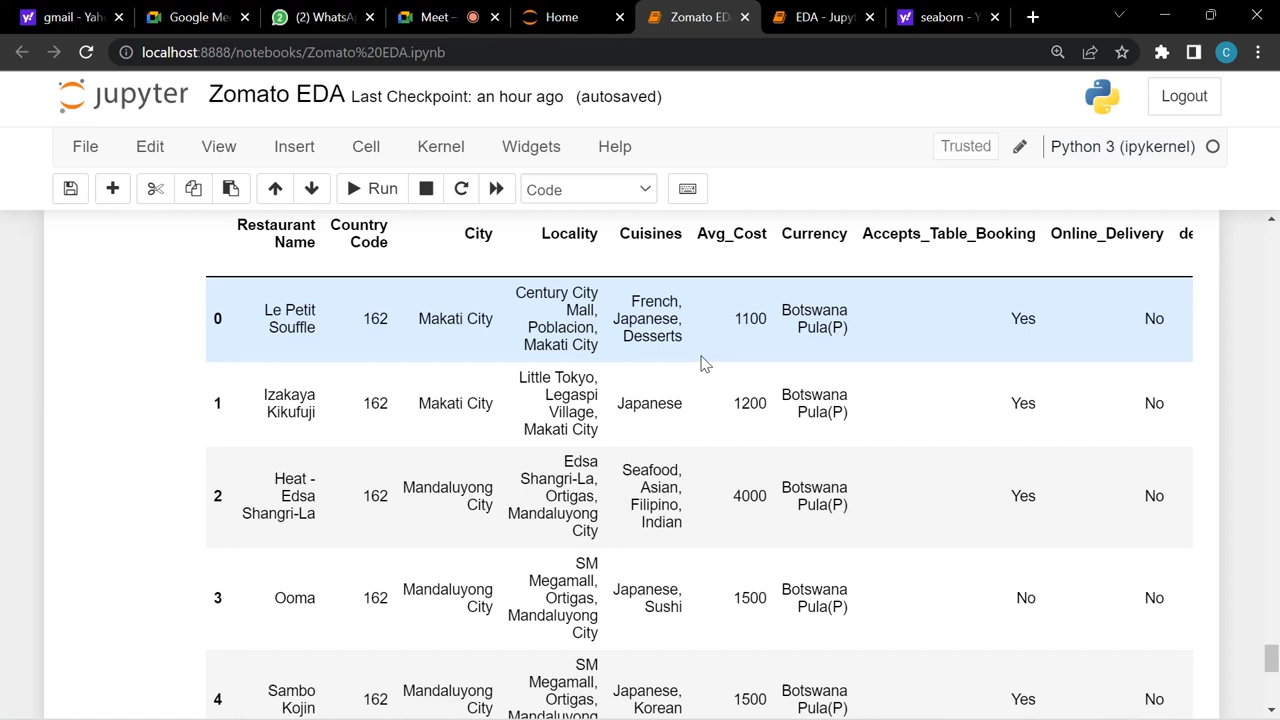 gmail - Yaho
Google Mee
(2) WhatsA
Meet –
Home
Zomato ED
EDA - Jupyt
seaborn - Y
localhost:8888/notebooks/Zomato%20EDA.ipynb
C
jupyter
Zomato EDA Last Checkpoint: an hour ago (autosaved)
Logout
File Edit View Insert Cell Kernel Widgets Help
Trusted
Python 3 (ipykernel)
Run
Code
Restaurant
Name
Country
Code
City
Locality
Cuisines
Avg_Cost
Currency
Accepts_Table_Booking
Online_Delivery
de
0
Le Petit
Souffle
162
Makati City
Century City
Mall,
Poblacion,
Makati City
French,
Japanese,
Desserts
1100
Botswana
Pula(P)
Yes
No
1
Izakaya
Kikufuji
162
Makati City
Little Tokyo,
Legaspi
Village,
Makati City
Japanese
1200
Botswana
Pula(P)
Yes
No
2
Heat -
Edsa
Shangri-La
162
Mandaluyong
City
Edsa
Shangri-La,
Ortigas,
Mandaluyong
City
Seafood,
Asian,
Filipino,
Indian
4000
Botswana
Pula(P)
Yes
No
3
Ooma
162
Mandaluyong
City
SM
Megamall,
Ortigas,
Mandaluyong
City
Japanese,
Sushi
1500
Botswana
Pula(P)
No
No
4
Sambo
Kojin
162
Mandaluyong
City
SM
Megamall,
Ortigas,
Mandaluyong
Japanese,
Korean
1500
Botswana
Pula(P)
Yes
No